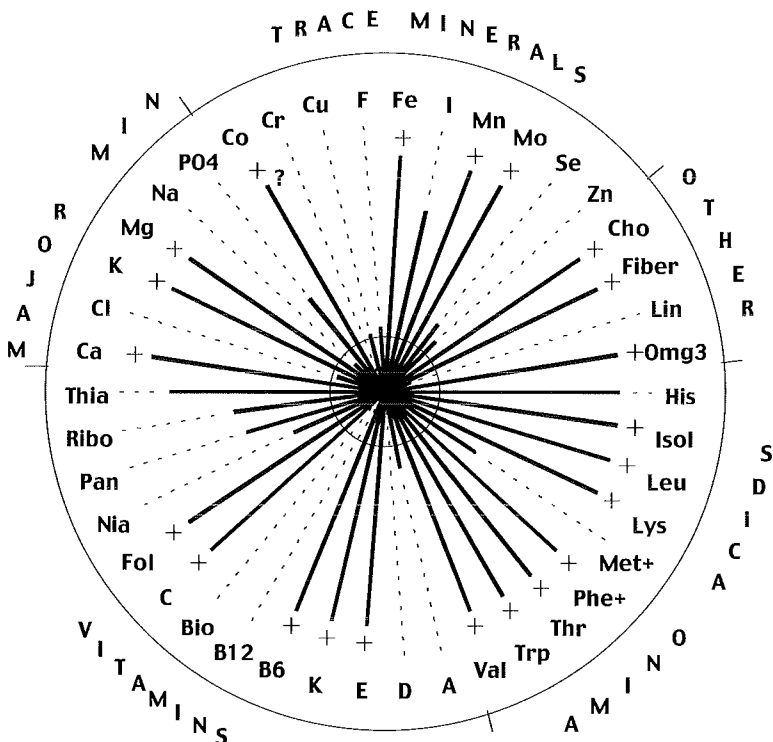 TRACE MINERALS
OTHER
AMINO ACIDS
VITAMINS
MAJOR MIN
F
Fe
I
Mn
Mo
Se
Zn
Cho
Fiber
Lin
Omg3
His
Isol
Leu
Lys
Met+
Phe+
Thr
Trp
Val
A
D
E
K
B6
B12
Bio
C
Fol
Nia
Pan
Ribo
Thia
Ca
Cl
K
Mg
Na
PO4
Co
?
Cr
Cu